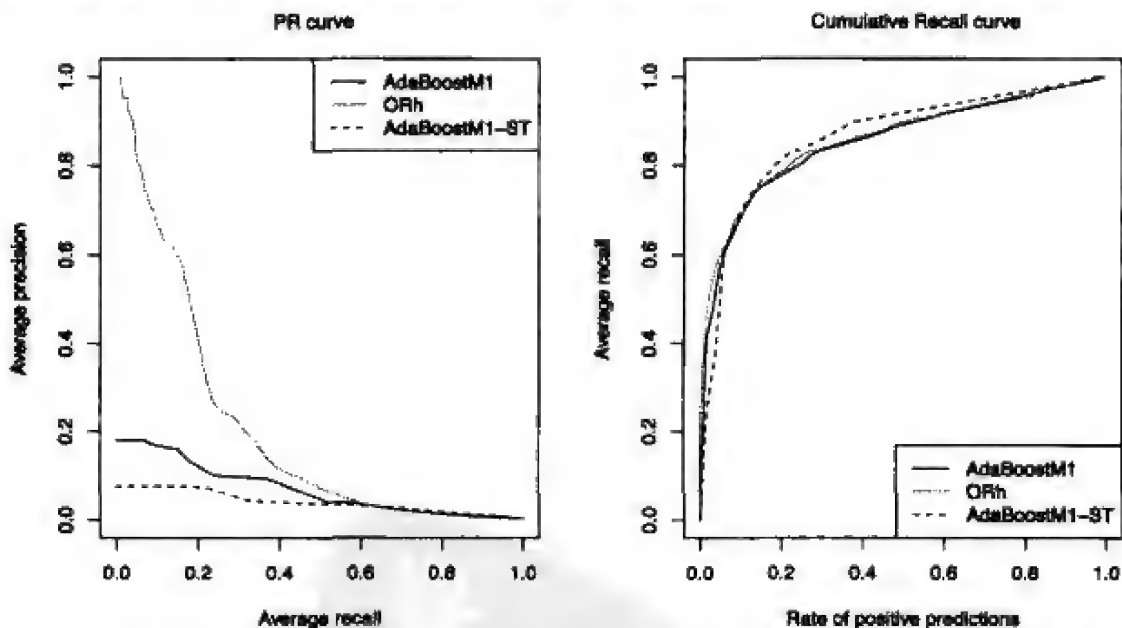 PR curve
AdaBoostM1
ORh
AdaBoostM1-ST
Average precision
0.0 0.2 0.4 0.6 0.8 1.0
0.0 0.2 0.4 0.6 0.8 1.0
Average recall
Cumulative Recall curve
Average recall
0.0 0.2 0.4 0.6 0.8 1.0
AdaBoostM1
ORh
AdaBoostM1-ST
0.0 0.2 0.4 0.6 0.8 1.0
Rate of positive predictions